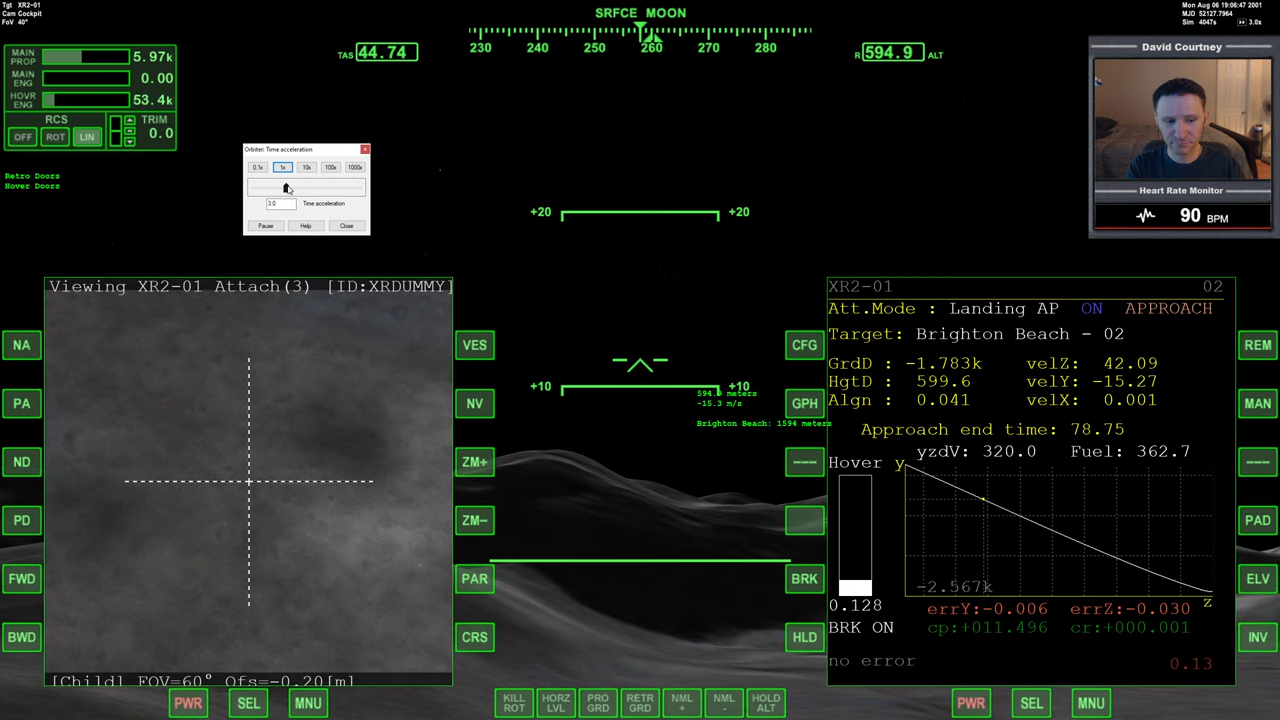 Tgt XR2-01
Cam Cockpit
FoV 40°
SRFCE MOON
Mon Aug 06 19:06:47 2001
MJD 52127.7964
Sim 4047s
3.0x
230 240 250 260 270 280
TAS 44.74
R 594.9 ALT
MAIN PROP 5.97k
MAIN ENG 0.00
HOVR ENG 53.4k
RCS
TRIM
OFF ROT LIN
0.0
Retro Doors
Hover Doors
Orbiter: Time acceleration
0.1x 1x 10x 100x 1000x
3.0 Time acceleration
Pause Help Close
David Courtney
Heart Rate Monitor
90 BPM
+20 +20
+10 +10
-15.3 m/s
Brighton Beach: 1594 meters
Viewing XR2-01 Attach(3) [ID:XRDUMMY]
[Child] FOV=60° Ofs=-0.20[m]
NA
PA
ND
PD
FWD
BWD
VES
NV
ZM+
ZM-
PAR
CRS
PWR SEL MNU
KILL ROT
HORZ LVL
PRO GRD
RETR GRD
NML +
NML -
HOLD ALT
CFG
GPH
---
BRK
HLD
XR2-01 02
Att.Mode : Landing AP ON APPROACH
Target: Brighton Beach - 02
GrdD : -1.783k velZ: 42.09
HgtD : 599.6 velY: -15.27
Algn : 0.041 velX: 0.001
Approach end time: 78.75
yzdV: 320.0 Fuel: 362.7
Hover y
-2.567k
z
0.128
errY:-0.006 errZ:-0.030
BRK ON cp:+011.496 cr:+000.001
no error 0.13
REM
MAN
---
PAD
ELV
INV
PWR SEL MNU